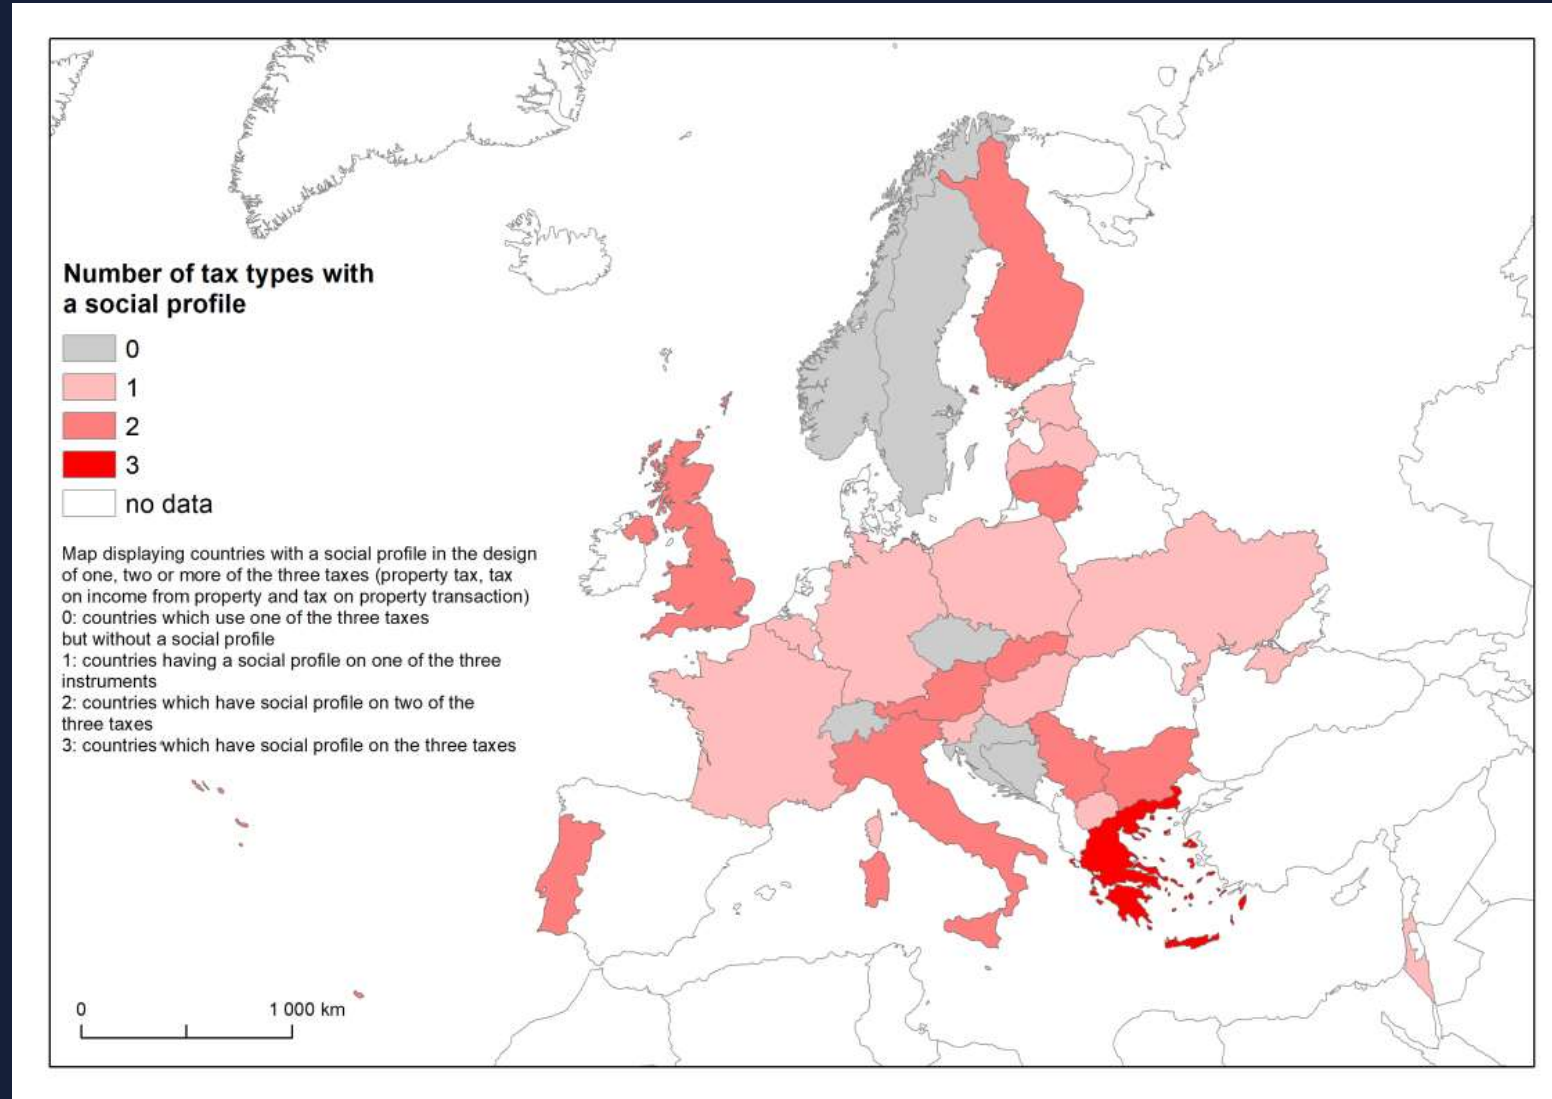 Number of tax types with
a social profile
0
1
2
3
no data
Map displaying countries with a social profile in the design
of one, two or more of the three taxes (property tax, tax
on income from property and tax on property transaction)
0: countries which use one of the three taxes
but without a social profile
1: countries having a social profile on one of the three
instruments
2: countries which have social profile on two of the
three taxes
3: countries which have social profile on the three taxes
0 1 000 km